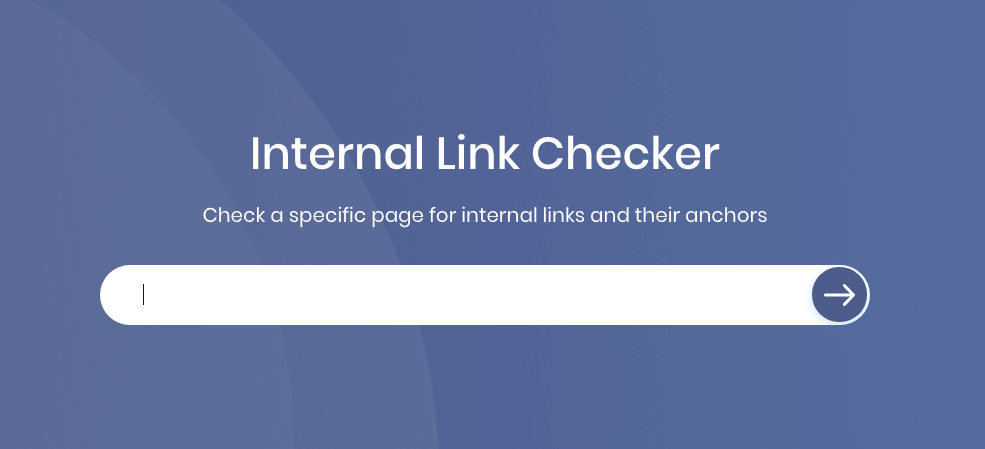 Internal Link Checker
Check a specific page for internal links and their anchors